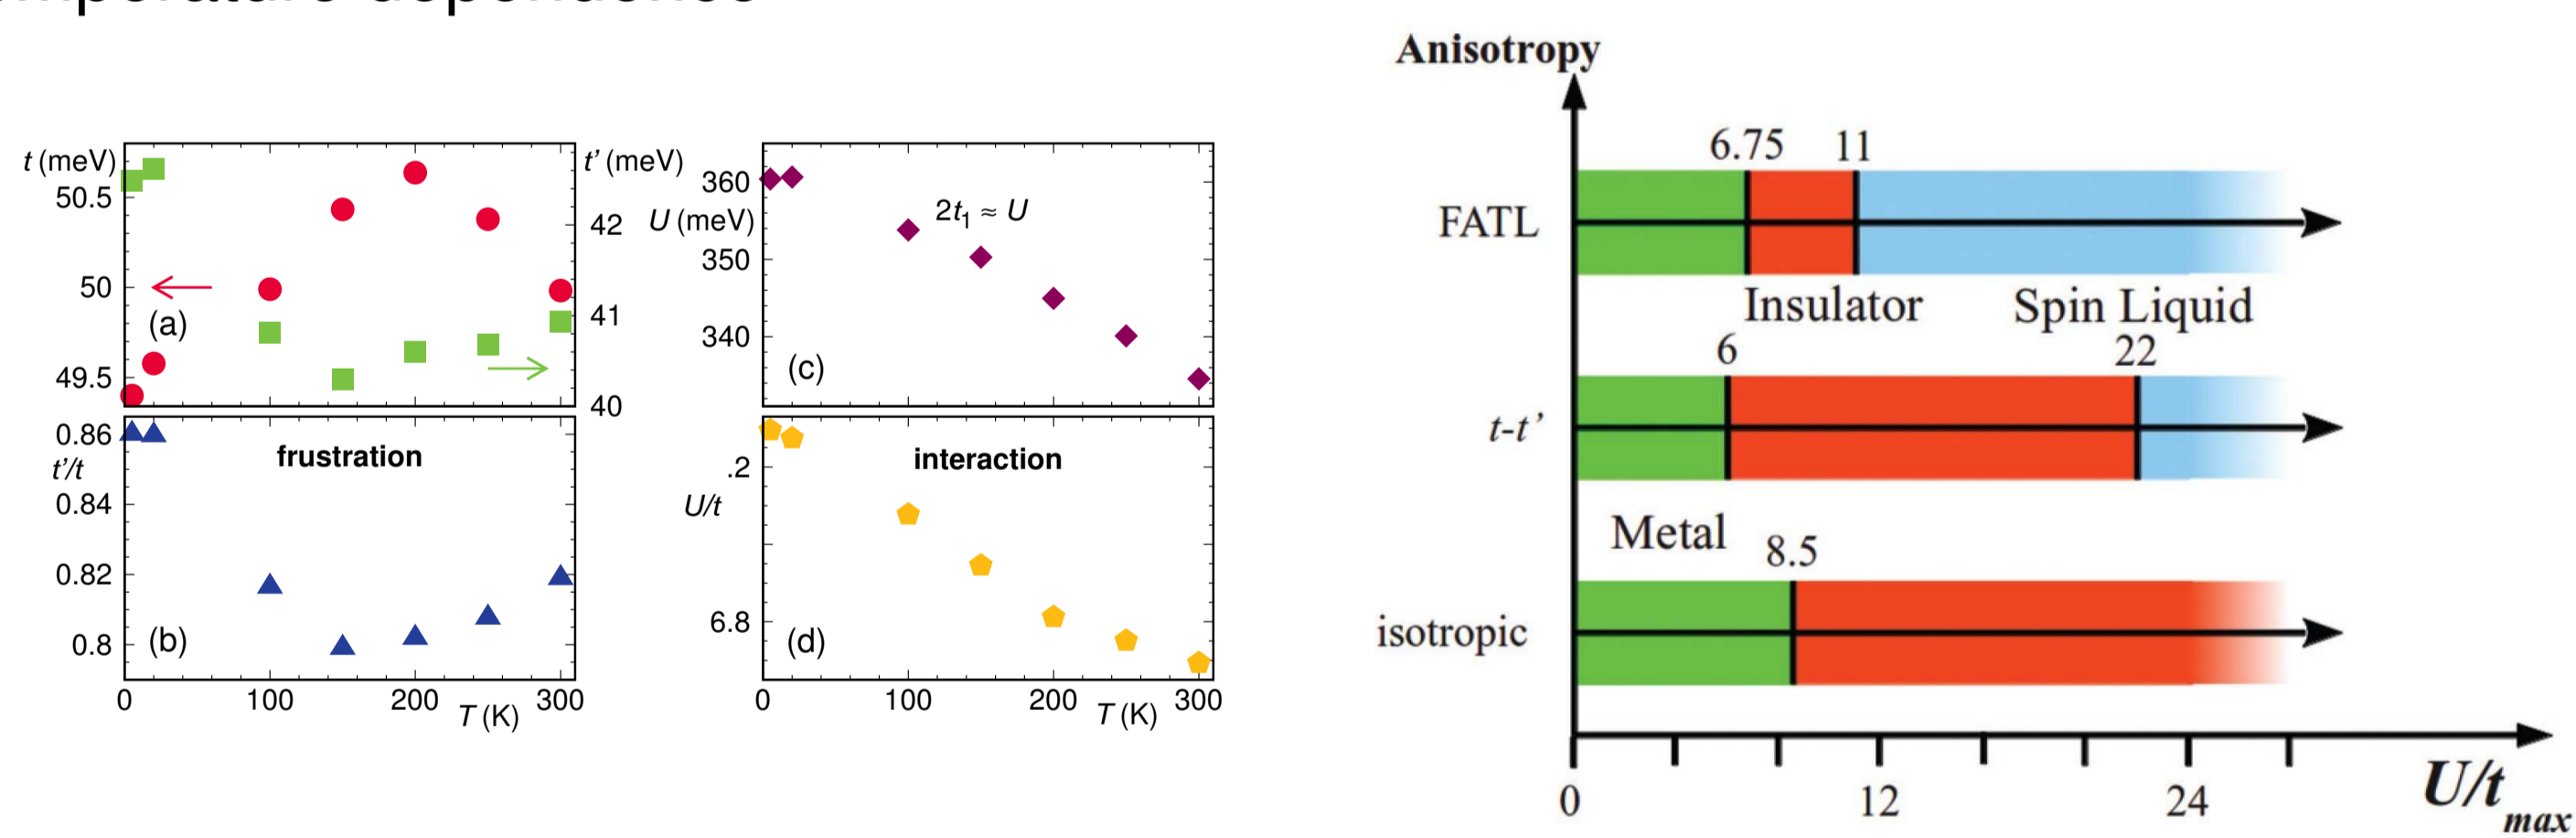 t (meV)
50.5
50
49.5
(a)
t' (meV)
42
41
40
0.86
t'/t
0.84
0.82
0.8
frustration
(b)
0
100
200
T (K)
300
360
U (meV)
350
340
2t1 ≈ U
(c)
.2
U/t
6.8
interaction
(d)
0
100
200
T (K)
300
Anisotropy
6.75 11
FATL
Insulator Spin Liquid
6 22
t-t'
Metal
8.5
isotropic
0 12 24
U/tmax